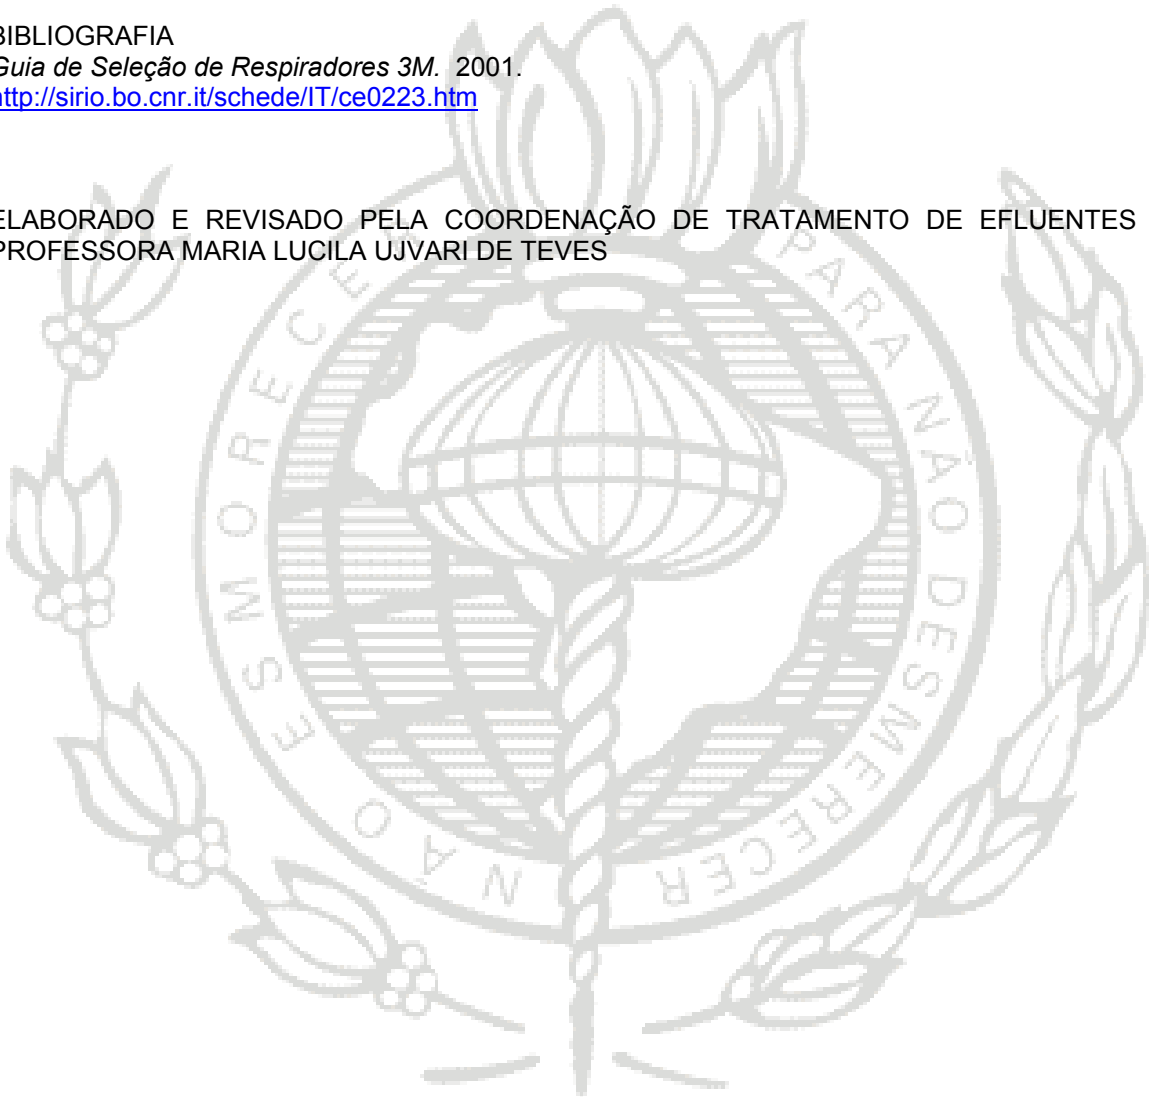 BIBLIOGRAFIA
Guia de Seleção de Respiradores 3M. 2001.
http://sirio.bo.cnr.it/schede/IT/ce0223.htm
ELABORADO E REVISADO PELA COORDENAÇÃO DE TRATAMENTO DE EFLUENTES
PROFESSORA MARIA LUCILA UJVARI DE TEVES
NÃO ESMORECER PARA NÃO DESMERECER